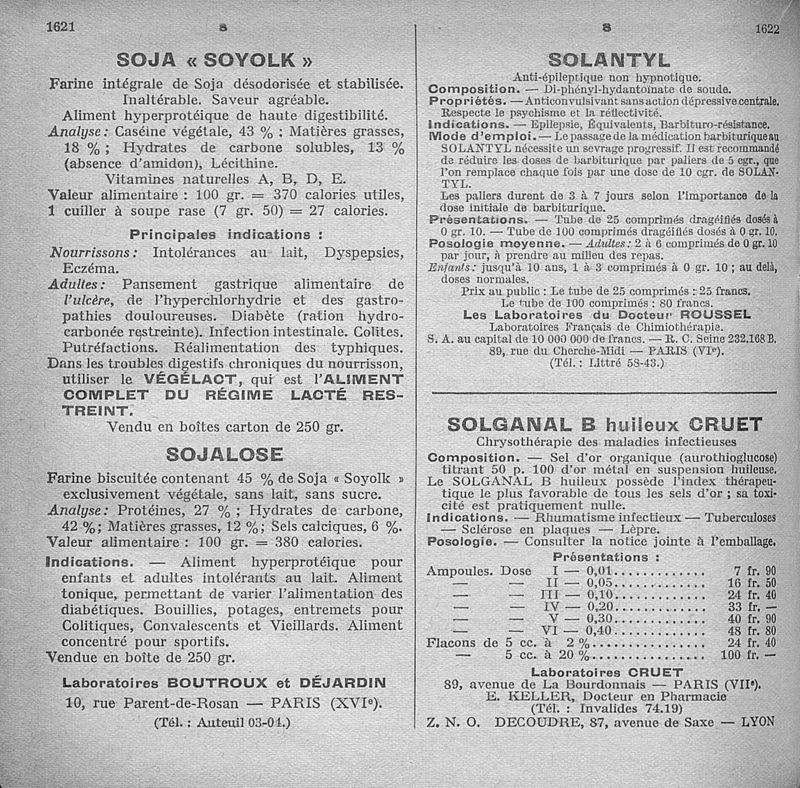 1621 S
SOJA « SOYOLK »
Farine intégrale de Soja désodorisée et stabilisée.
Inaltérable. Saveur agréable.
Aliment hyperprotéique de haute digestibilité.
Analyse : Caséine végétale, 43 % ; Matières grasses,
18 % ; Hydrates de carbone solubles, 13 %
(absence d'amidon), Lécithine.
Vitamines naturelles A, B, D, E.
Valeur alimentaire : 100 gr. = 370 calories utiles,
1 cuiller à soupe rase (7 gr. 50) = 27 calories.
Principales indications :
Nourrissons : Intolérances au lait, Dyspepsies,
Eczéma.
Adultes : Pansement gastrique alimentaire de
l'ulcère, de l'hyperchlorhydrie et des gastro-
pathies douloureuses. Diabète (ration hydro-
carbonée restreinte). Infection intestinale. Colites.
Putréfactions. Réalimentation des typhiques.
Dans les troubles digestifs chroniques du nourrisson,
utiliser le VÉGÉLACT, qui est l'ALIMENT
COMPLET DU RÉGIME LACTÉ RES-
TREINT.
Vendu en boîtes carton de 250 gr.
SOJALOSE
Farine biscuitée contenant 45 % de Soja « Soyolk »
exclusivement végétale, sans lait, sans sucre.
Analyse : Protéines, 27 % ; Hydrates de carbone,
42 % ; Matières grasses, 12 % ; Sels calciques, 6 %.
Valeur alimentaire : 100 gr. = 380 calories.
Indications. — Aliment hyperprotéique pour
enfants et adultes intolérants au lait. Aliment
tonique, permettant de varier l'alimentation des
diabétiques. Bouillies, potages, entremets pour
Colitiques, Convalescents et Vieillards. Aliment
concentré pour sportifs.
Vendue en boîte de 250 gr.
Laboratoires BOUTROUX et DÉJARDIN
10, rue Parent-de-Rosan — PARIS (XVIe).
(Tél. : Auteuil 03-04.)
S 1622
SOLANTYL
Anti-épileptique non hypnotique.
Composition. — Di-phényl-hydantoïnate de soude.
Propriétés. — Anticonvulsivant sans action dépressive centrale.
Respecte le psychisme et la réflectivité.
Indications. — Epilepsie, Équivalents, Barbituro-résistance.
Mode d'emploi. — Le passage de la médication barbiturique au
SOLANTYL nécessite un sevrage progressif. Il est recommandé
de réduire les doses de barbiturique par paliers de 5 cgr., que
l'on remplace chaque fois par une dose de 10 cgr. de SOLAN-
TYL.
Les paliers durent de 3 à 7 jours selon l'importance de la
dose initiale de barbiturique.
Présentations. — Tube de 25 comprimés dragéifiés dosés à
0 gr. 10. — Tube de 100 comprimés dragéifiés dosés à 0 gr. 10.
Posologie moyenne. — Adultes : 2 à 6 comprimés de 0 gr. 10
par jour, à prendre au milieu des repas.
Enfants : jusqu'à 10 ans, 1 à 3 comprimés à 0 gr. 10 ; au delà,
doses normales.
Prix au public : Le tube de 25 comprimés : 25 francs.
Le tube de 100 comprimés : 80 francs.
Les Laboratoires du Docteur ROUSSEL
Laboratoires Français de Chimiothérapie.
S. A. au capital de 10 000 000 de francs. — R. C. Seine 232.168 B.
89, rue du Cherche-Midi — PARIS (VIe).
(Tél. : Littré 58-43.)
SOLGANAL B huileux CRUET
Chrysothérapie des maladies infectieuses
Composition. — Sel d'or organique (aurothioglucose)
titrant 50 p. 100 d'or métal en suspension huileuse.
Le SOLGANAL B huileux possède l'index thérapeu-
tique le plus favorable de tous les sels d'or ; sa toxi-
cité est pratiquement nulle.
Indications. — Rhumatisme infectieux — Tuberculoses
— Sclérose en plaques — Lèpre.
Posologie. — Consulter la notice jointe à l'emballage.
Présentations :
Ampoules. Dose I — 0,01.............. 7 fr. 90
— — II — 0,05.............. 16 fr. 50
— — III — 0,10.............. 24 fr. 40
— — IV — 0,20.............. 33 fr. —
— — V — 0,30.............. 40 fr. 90
— — VI — 0,40.............. 48 fr. 80
Flacons de 5 cc. à 2 %................. 24 fr. 40
— 5 cc. à 20 %................. 100 fr. —
Laboratoires CRUET
89, avenue de La Bourdonnais — PARIS (VIIe).
E. KELLER, Docteur en Pharmacie
(Tél. : Invalides 74.19)
Z. N. O. DECOUDRE, 87, avenue de Saxe — LYON